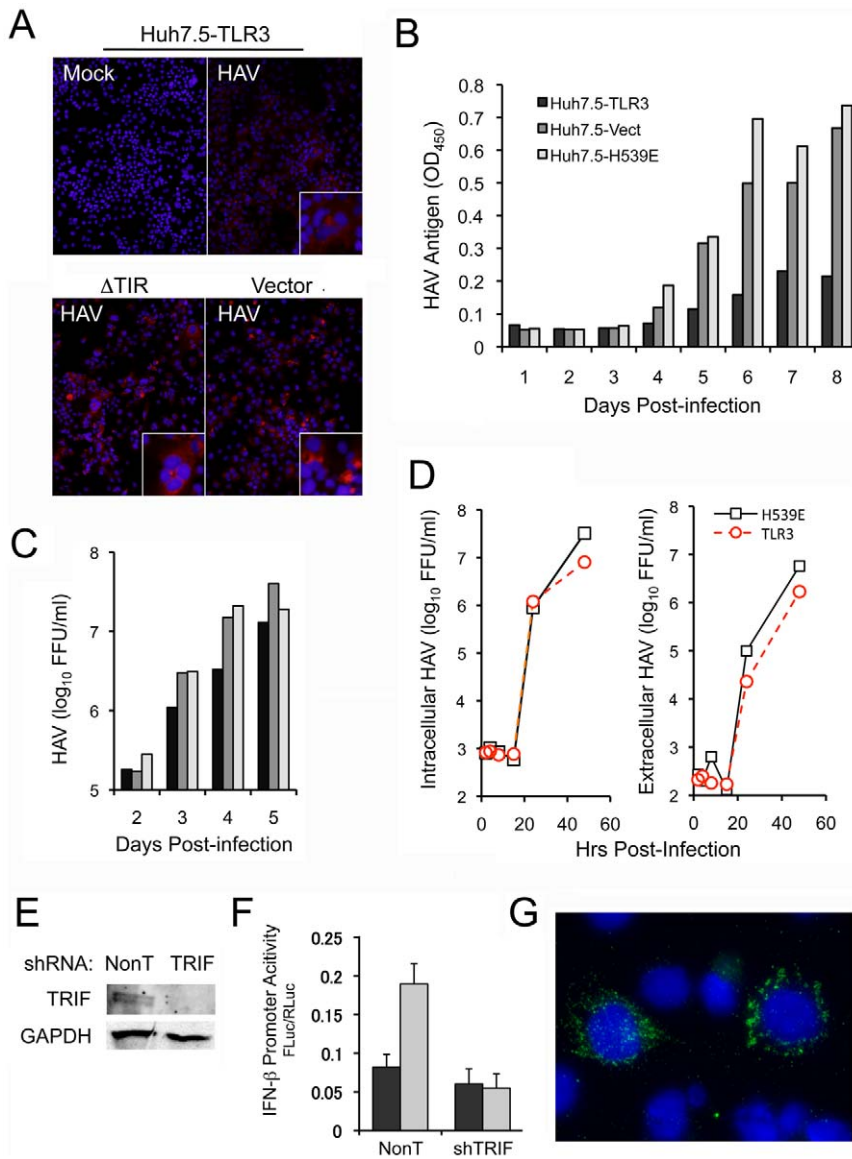 A
Huh7.5-TLR3
Mock
HAV
ΔTIR
Vector .
HAV
HAV
B
HAV Antigen (OD450)
0.8
0.7
0.6
0.5
0.4
0.3
0.2
0.1
0
Huh7.5-TLR3
Huh7.5-Vect
Huh7.5-H539E
1 2 3 4 5 6 7 8
Days Post-infection
C
HAV (log10 FFU/ml)
8
7
6
5
2 3 4 5
Days Post-infection
D
Intracellular HAV (log10 FFU/ml)
8
7
6
5
4
3
2
0 20 40 60
Extracellular HAV (log10 FFU/ml)
8
7
6
5
4
3
2
0 20 40 60
H539E
TLR3
Hrs Post-Infection
E
shRNA: NonT TRIF
TRIF
GAPDH
F
IFN-β Promoter Acitivity
FLuc/RLuc
0.25
0.2
0.15
0.1
0.05
0
NonT shTRIF
G